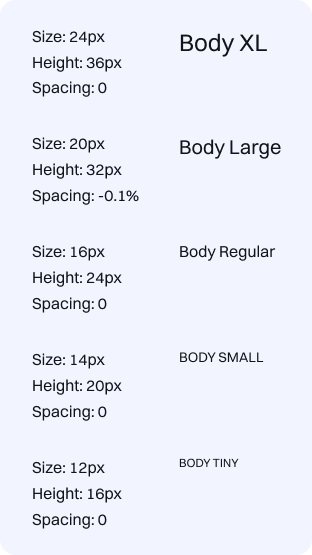 Size: 24px
Height: 36px
Spacing: 0
Body XL
Size: 20px
Height: 32px
Spacing: -0.1%
Body Large
Size: 16px
Height: 24px
Spacing: 0
Body Regular
Size: 14px
Height: 20px
Spacing: 0
BODY SMALL
Size: 12px
Height: 16px
Spacing: 0
BODY TINY